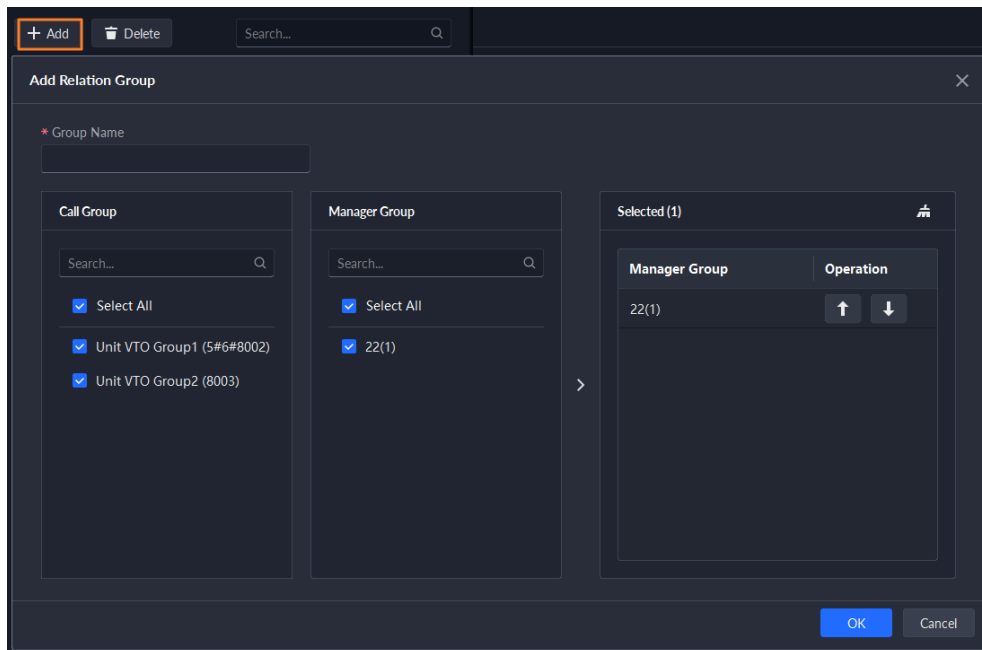 Add Delete Search...
Add Relation Group
* Group Name
Call Group Manager Group Selected (1)
Search... Search... Manager Group Operation
Select All Select All 22(1)
Unit VTO Group1 (5#6#8002) 22(1)
Unit VTO Group2 (8003)
OK Cancel